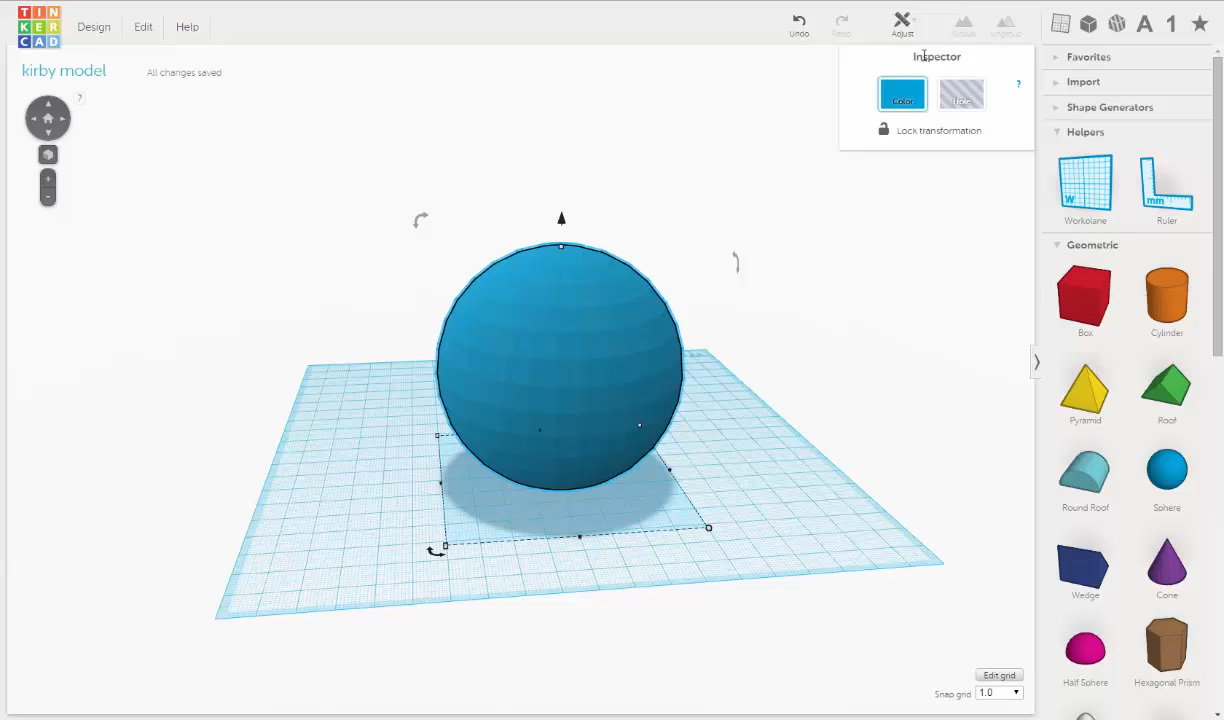 TIN
KER
CAD
Design
Edit
Help
Undo
Redo
Adjust
Group
Ungroup
A
1
kirby model
All changes saved
?
Inspector
Color
Hole
?
Lock transformation
Favorites
Import
Shape Generators
Helpers
W
mm
Workplane
Ruler
Geometric
Box
Cylinder
Pyramid
Roof
Round Roof
Sphere
Wedge
Cone
Half Sphere
Hexagonal Prism
Edit grid
Snap grid
1.0